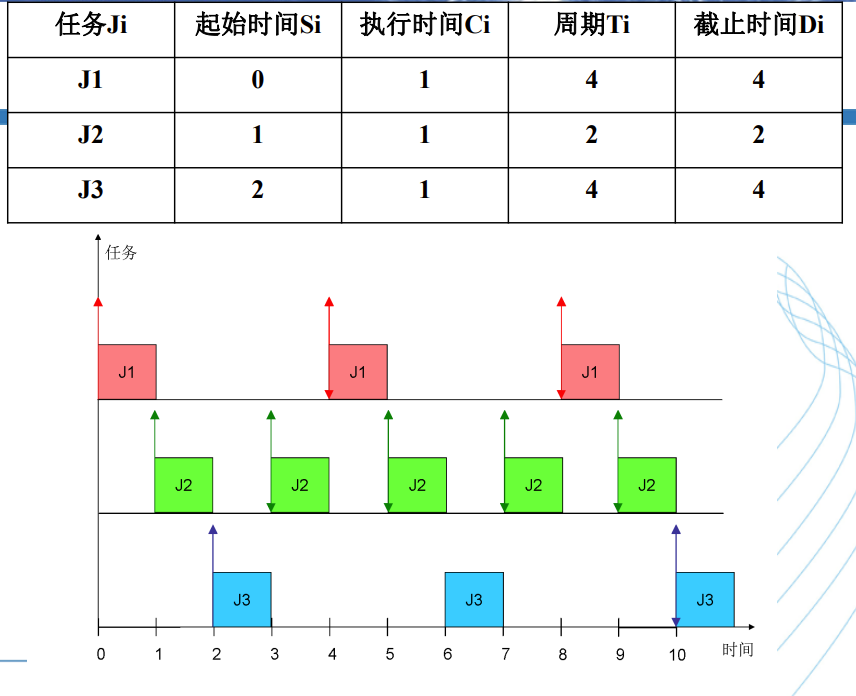 任务Ji 起始时间Si 执行时间Ci 周期Ti 截止时间Di
J1 0 1 4 4
J2 1 1 2 2
J3 2 1 4 4
任务
J1 J1 J1
J2 J2 J2 J2 J2
J3 J3 J3
0 1 2 3 4 5 6 7 8 9 10 时间